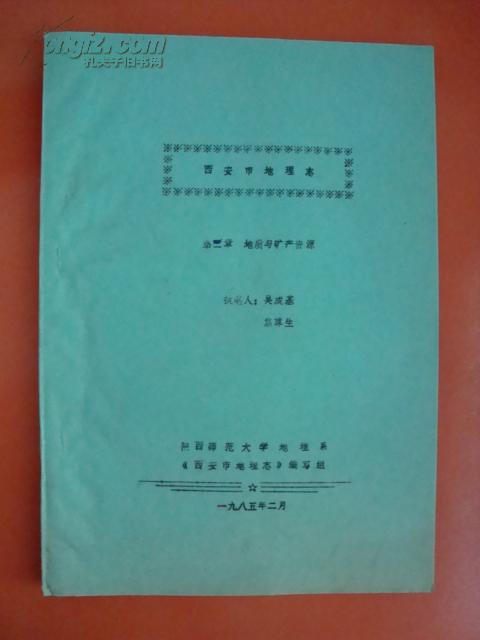 kongfz.com
孔夫子旧书网
西安市地理志
第二章 地质与矿产资源
执笔人：吴成基
生
陕西师范大学地理系
《西安市地理志》编写组
一九八五年二月